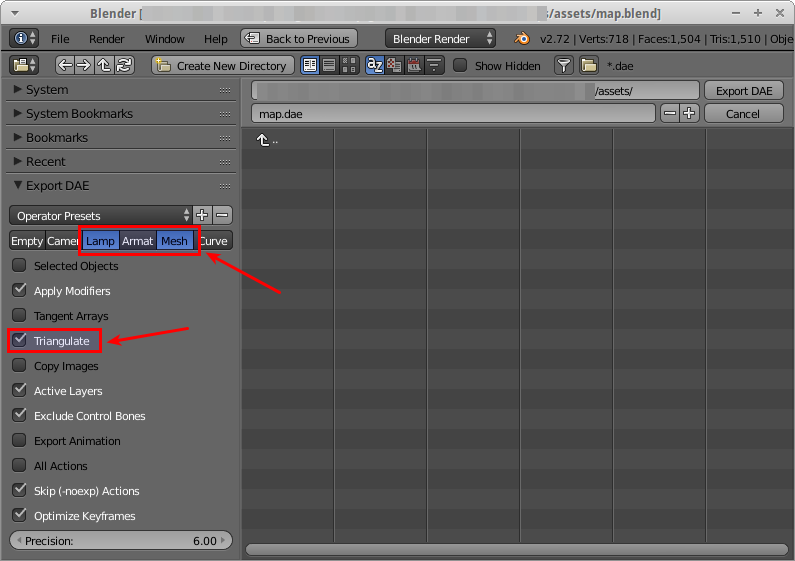 Blender [ s/assets/map.blend]
File Render Window Help Back to Previous Blender Render v2.72 | Verts:718 | Faces:1,504 | Tris:1,510 | Obje
Create New Directory Show Hidden *.dae
System
System Bookmarks
Bookmarks
Recent
Export DAE
/assets/ Export DAE
map.dae Cancel
..
Operator Presets
Empty Camer Lamp Armat Mesh Curve
Selected Objects
Apply Modifiers
Tangent Arrays
Triangulate
Copy Images
Active Layers
Exclude Control Bones
Export Animation
All Actions
Skip (-noexp) Actions
Optimize Keyframes
Precision: 6.00